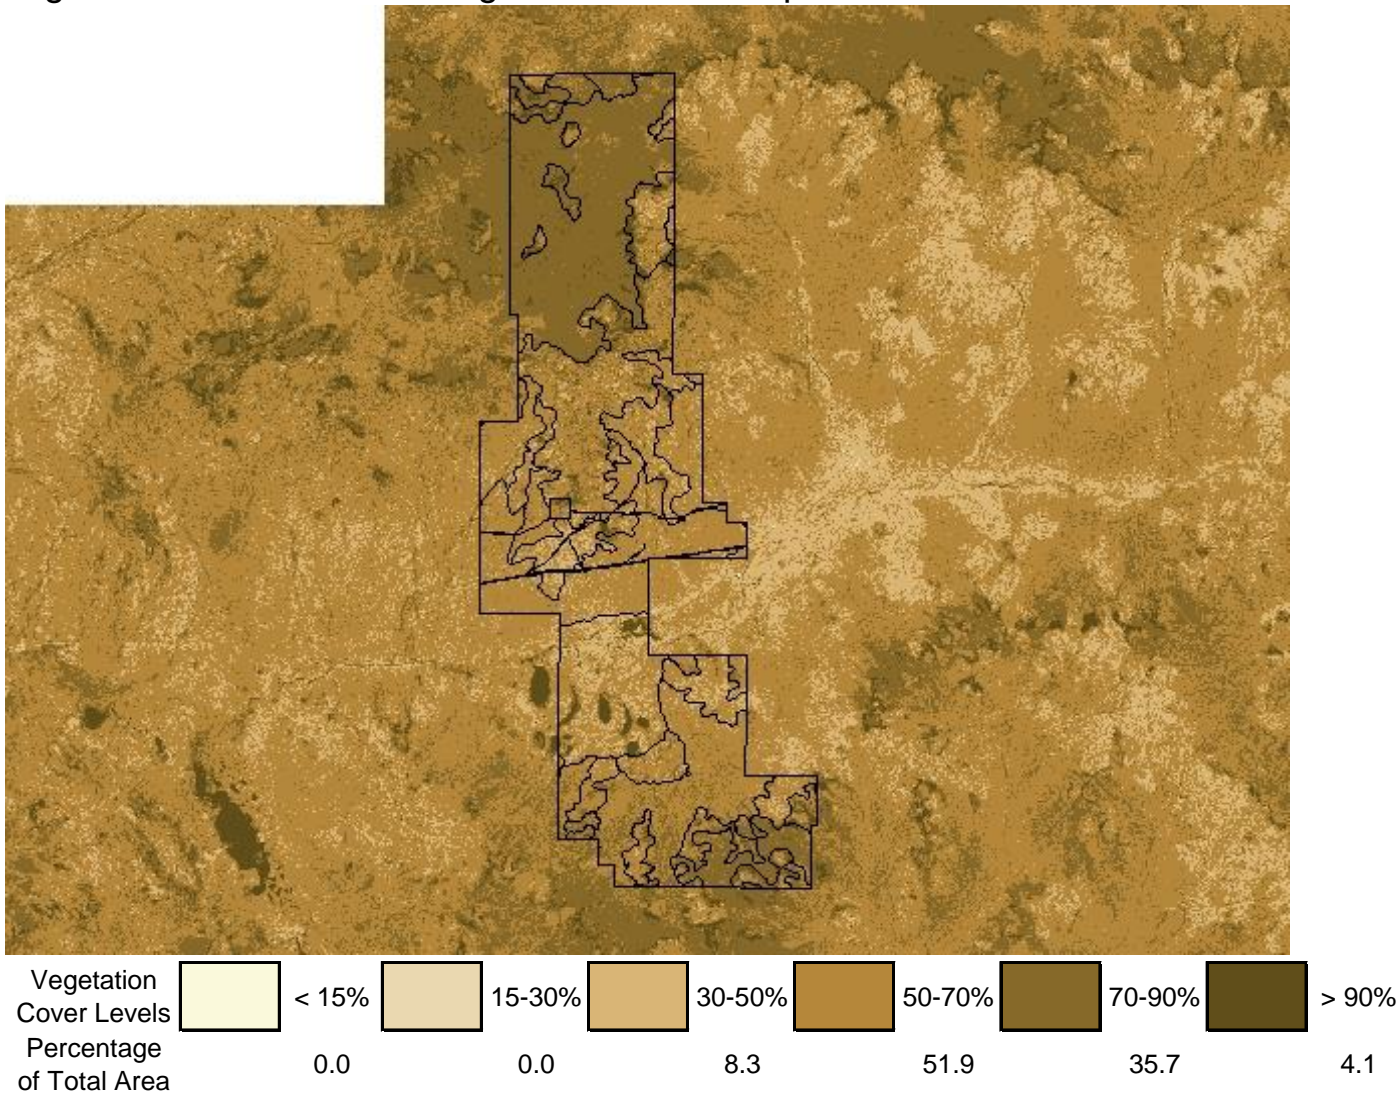 Vegetation
Cover Levels
< 15% 15-30% 30-50% 50-70% 70-90% > 90%
Percentage
of Total Area
0.0 0.0 8.3 51.9 35.7 4.1